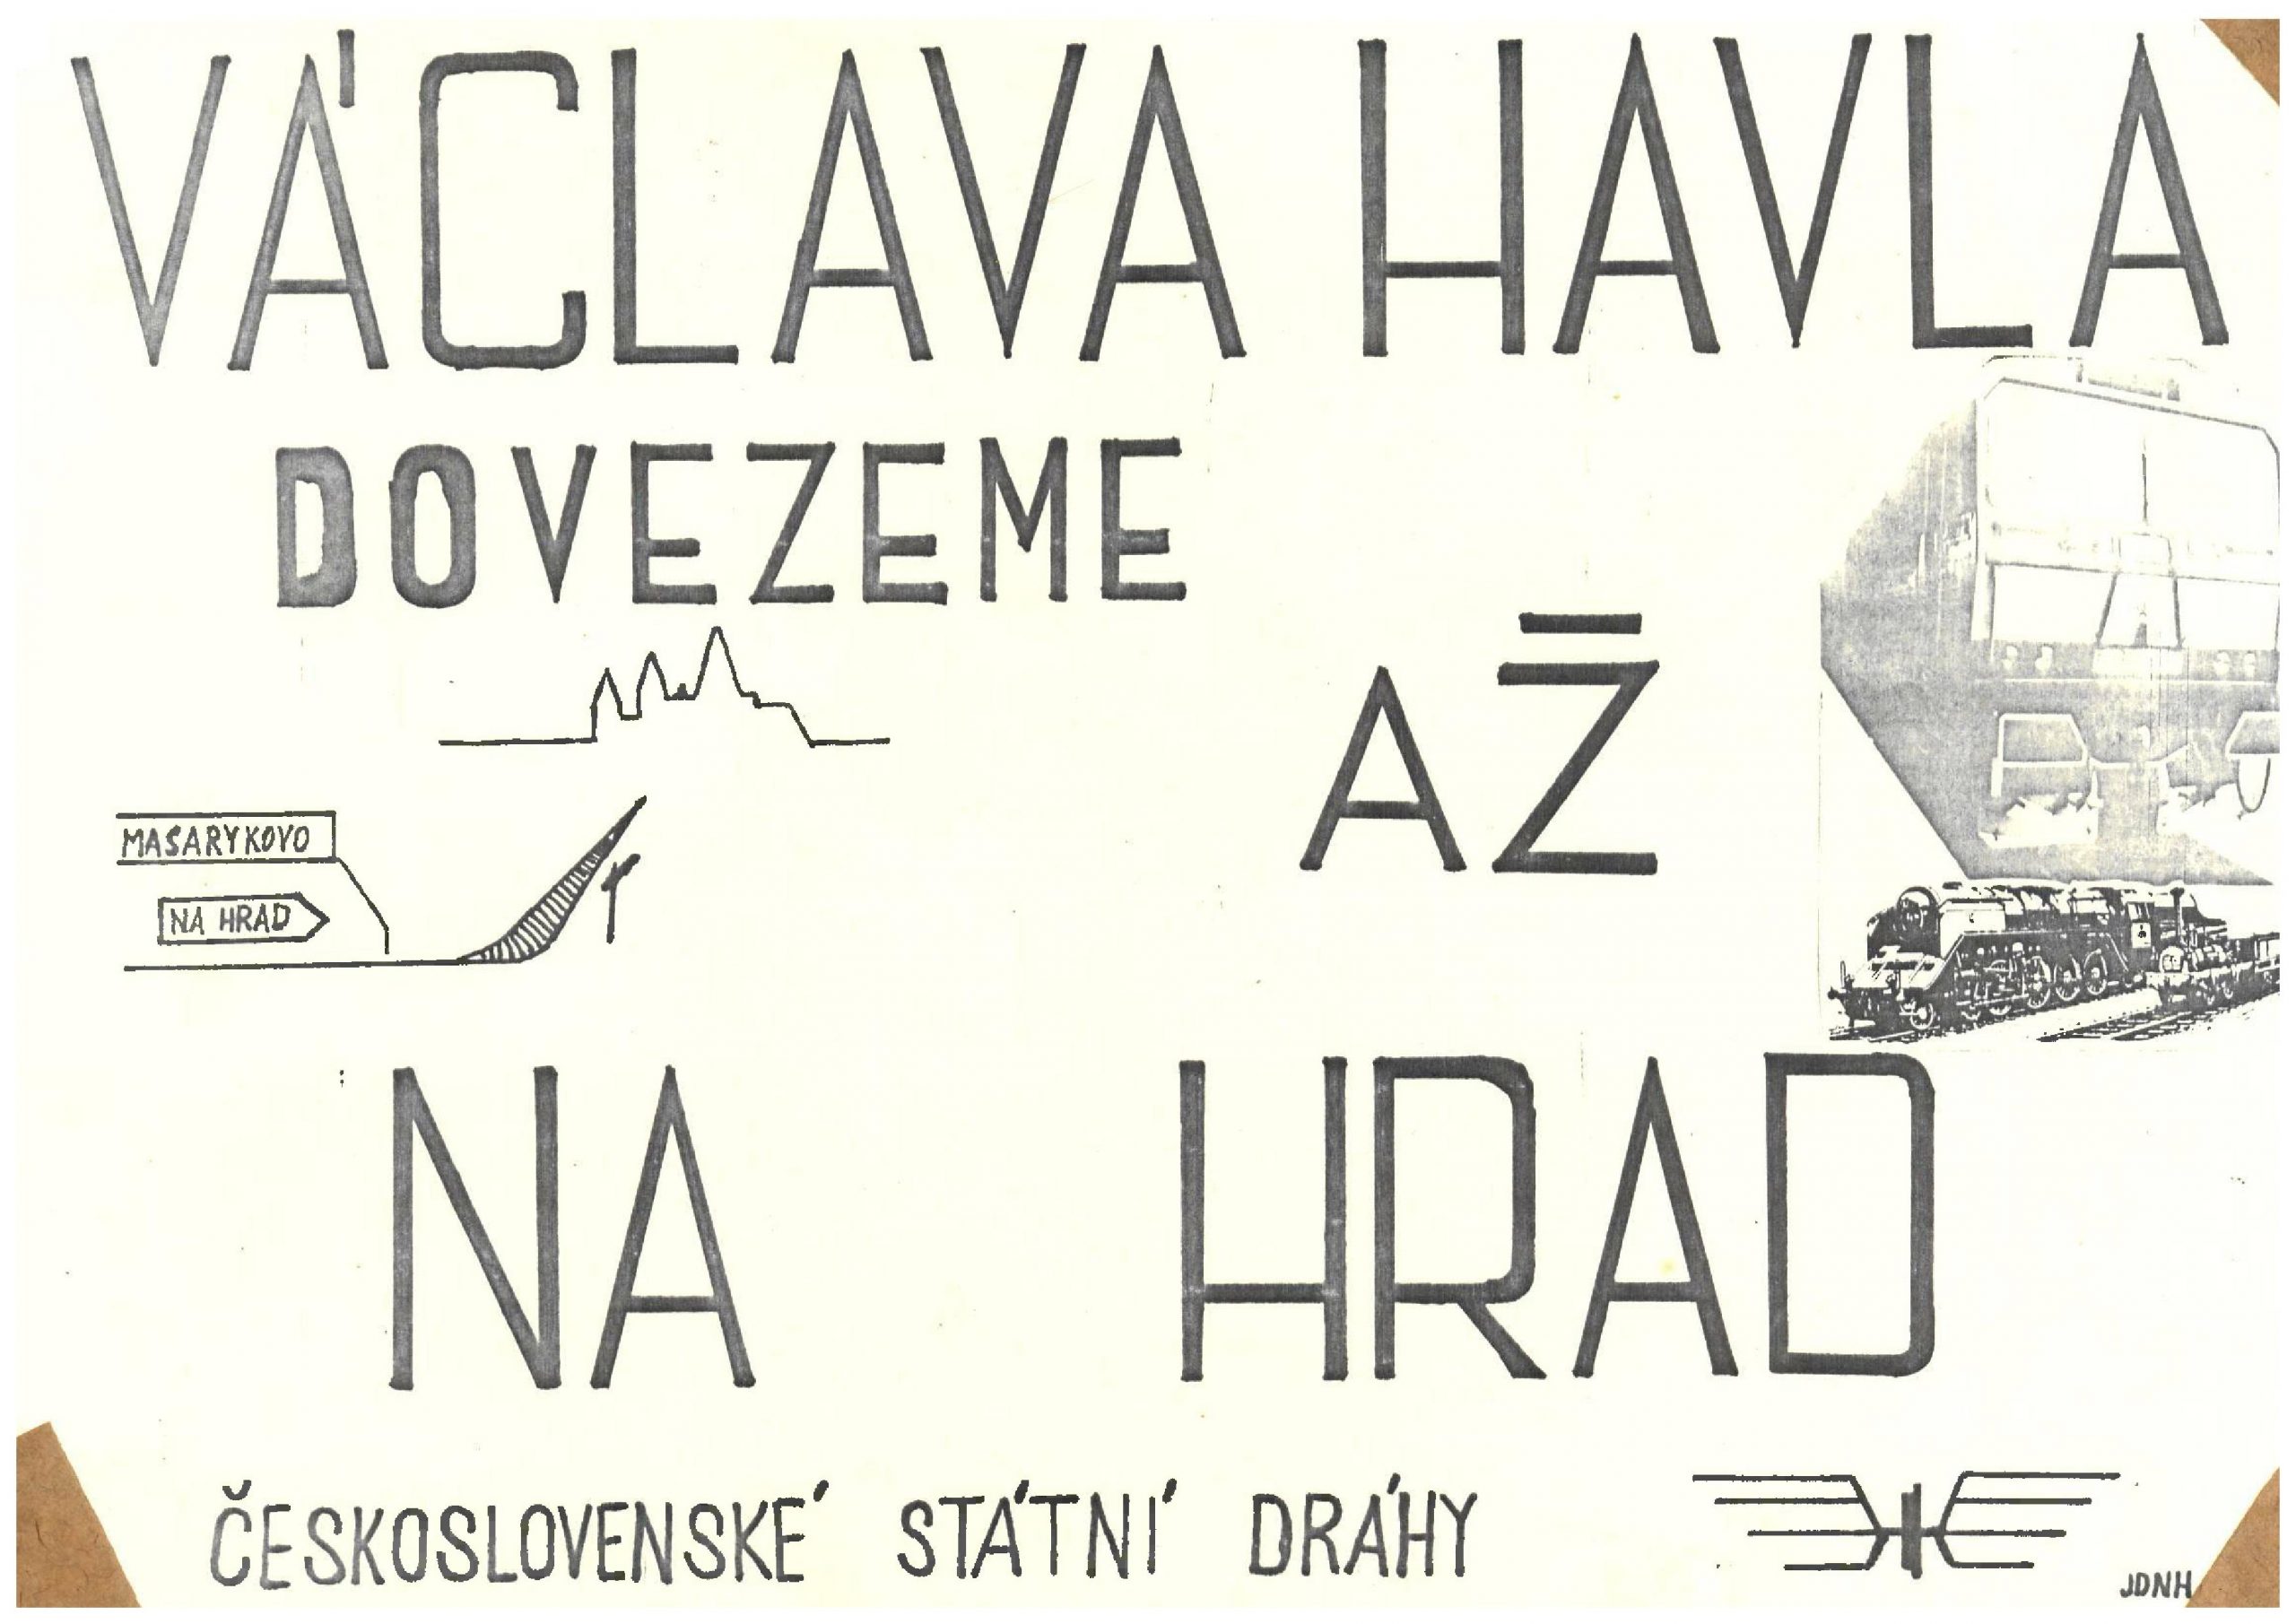 VÁCLAVA HAVLA
DOVEZEME
AŽ
MASARYKOVO
NA HRAD
NA HRAD
ČESKOSLOVENSKÉ STÁTNÍ DRÁHY
JDNH